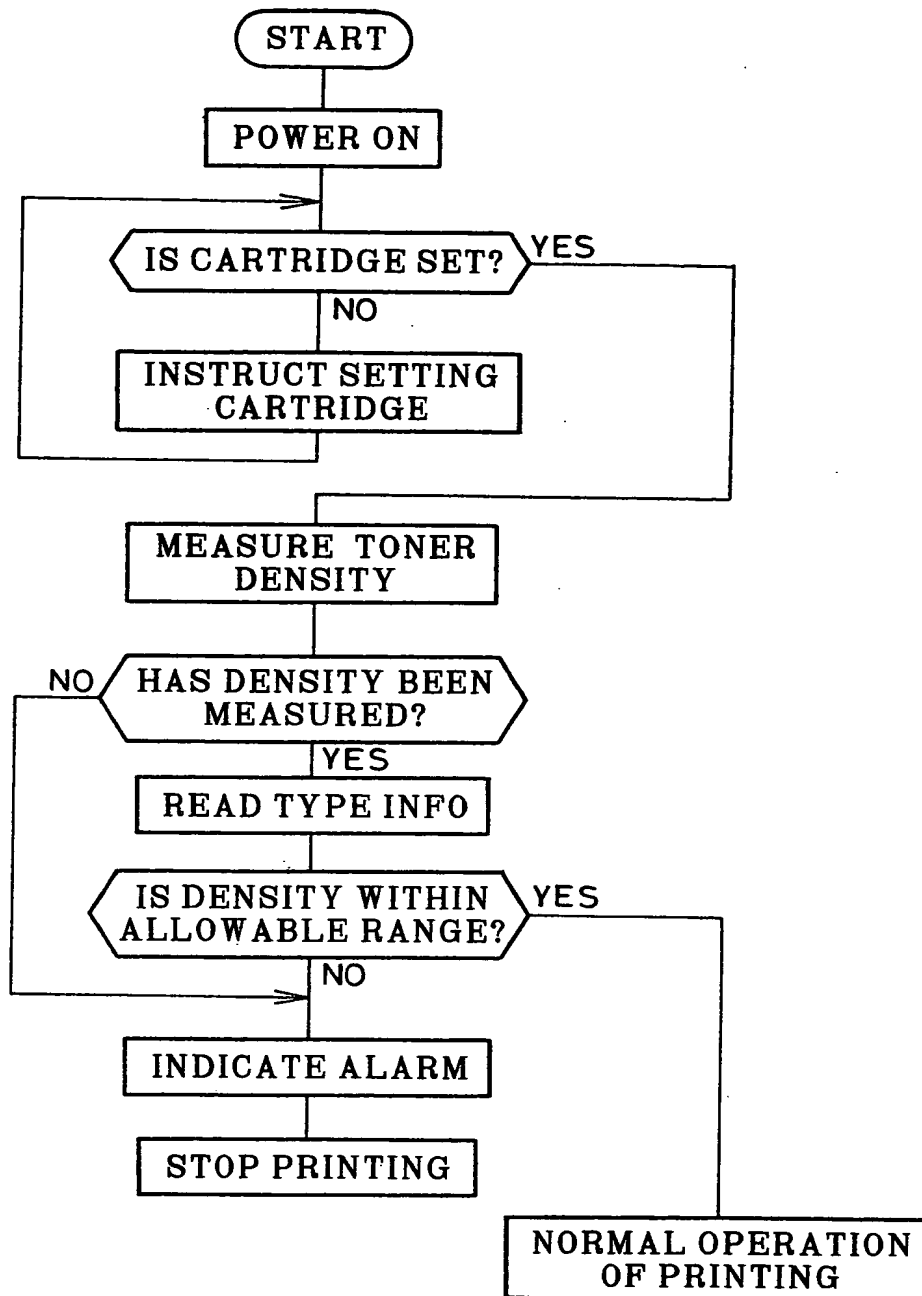 START
POWER ON
IS CARTRIDGE SET?
YES
NO
INSTRUCT SETTING
CARTRIDGE
MEASURE TONER
DENSITY
NO
HAS DENSITY BEEN
MEASURED?
YES
READ TYPE INFO
IS DENSITY WITHIN
ALLOWABLE RANGE?
YES
NO
INDICATE ALARM
STOP PRINTING
NORMAL OPERATION
OF PRINTING